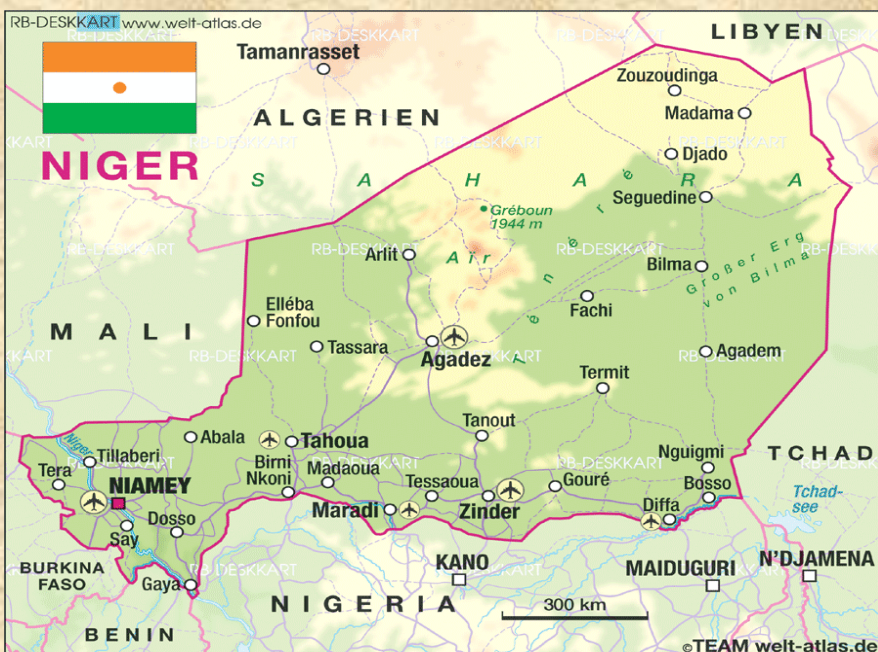 RB-DESKKART www.welt-atlas.de
LIBYEN
Tamanrasset
Zouzoudinga
Madama
ALGERIEN
Djado
NIGER
S A H A R A
Seguedine
Gréboun
1944 m
Arlit
Aïr
Ténéré
Bilma
Großer Erg
von Bilma
Fachi
Elléba
Fonfou
MALI
Tassara
Agadez
Agadem
Termit
Tanout
Abala
Tahoua
Niger
Tillaberi
Birni
Nkoni
Madaoua
Nguigmi
TCHAD
Tera
NIAMEY
Tessaoua
Gouré
Bosso
Tchad-
see
Maradi
Zinder
Diffa
Dosso
Say
BURKINA
FASO
KANO
MAIDUGURI
N'DJAMENA
Gaya
NIGERIA
300 km
BENIN
©TEAM welt-atlas.de